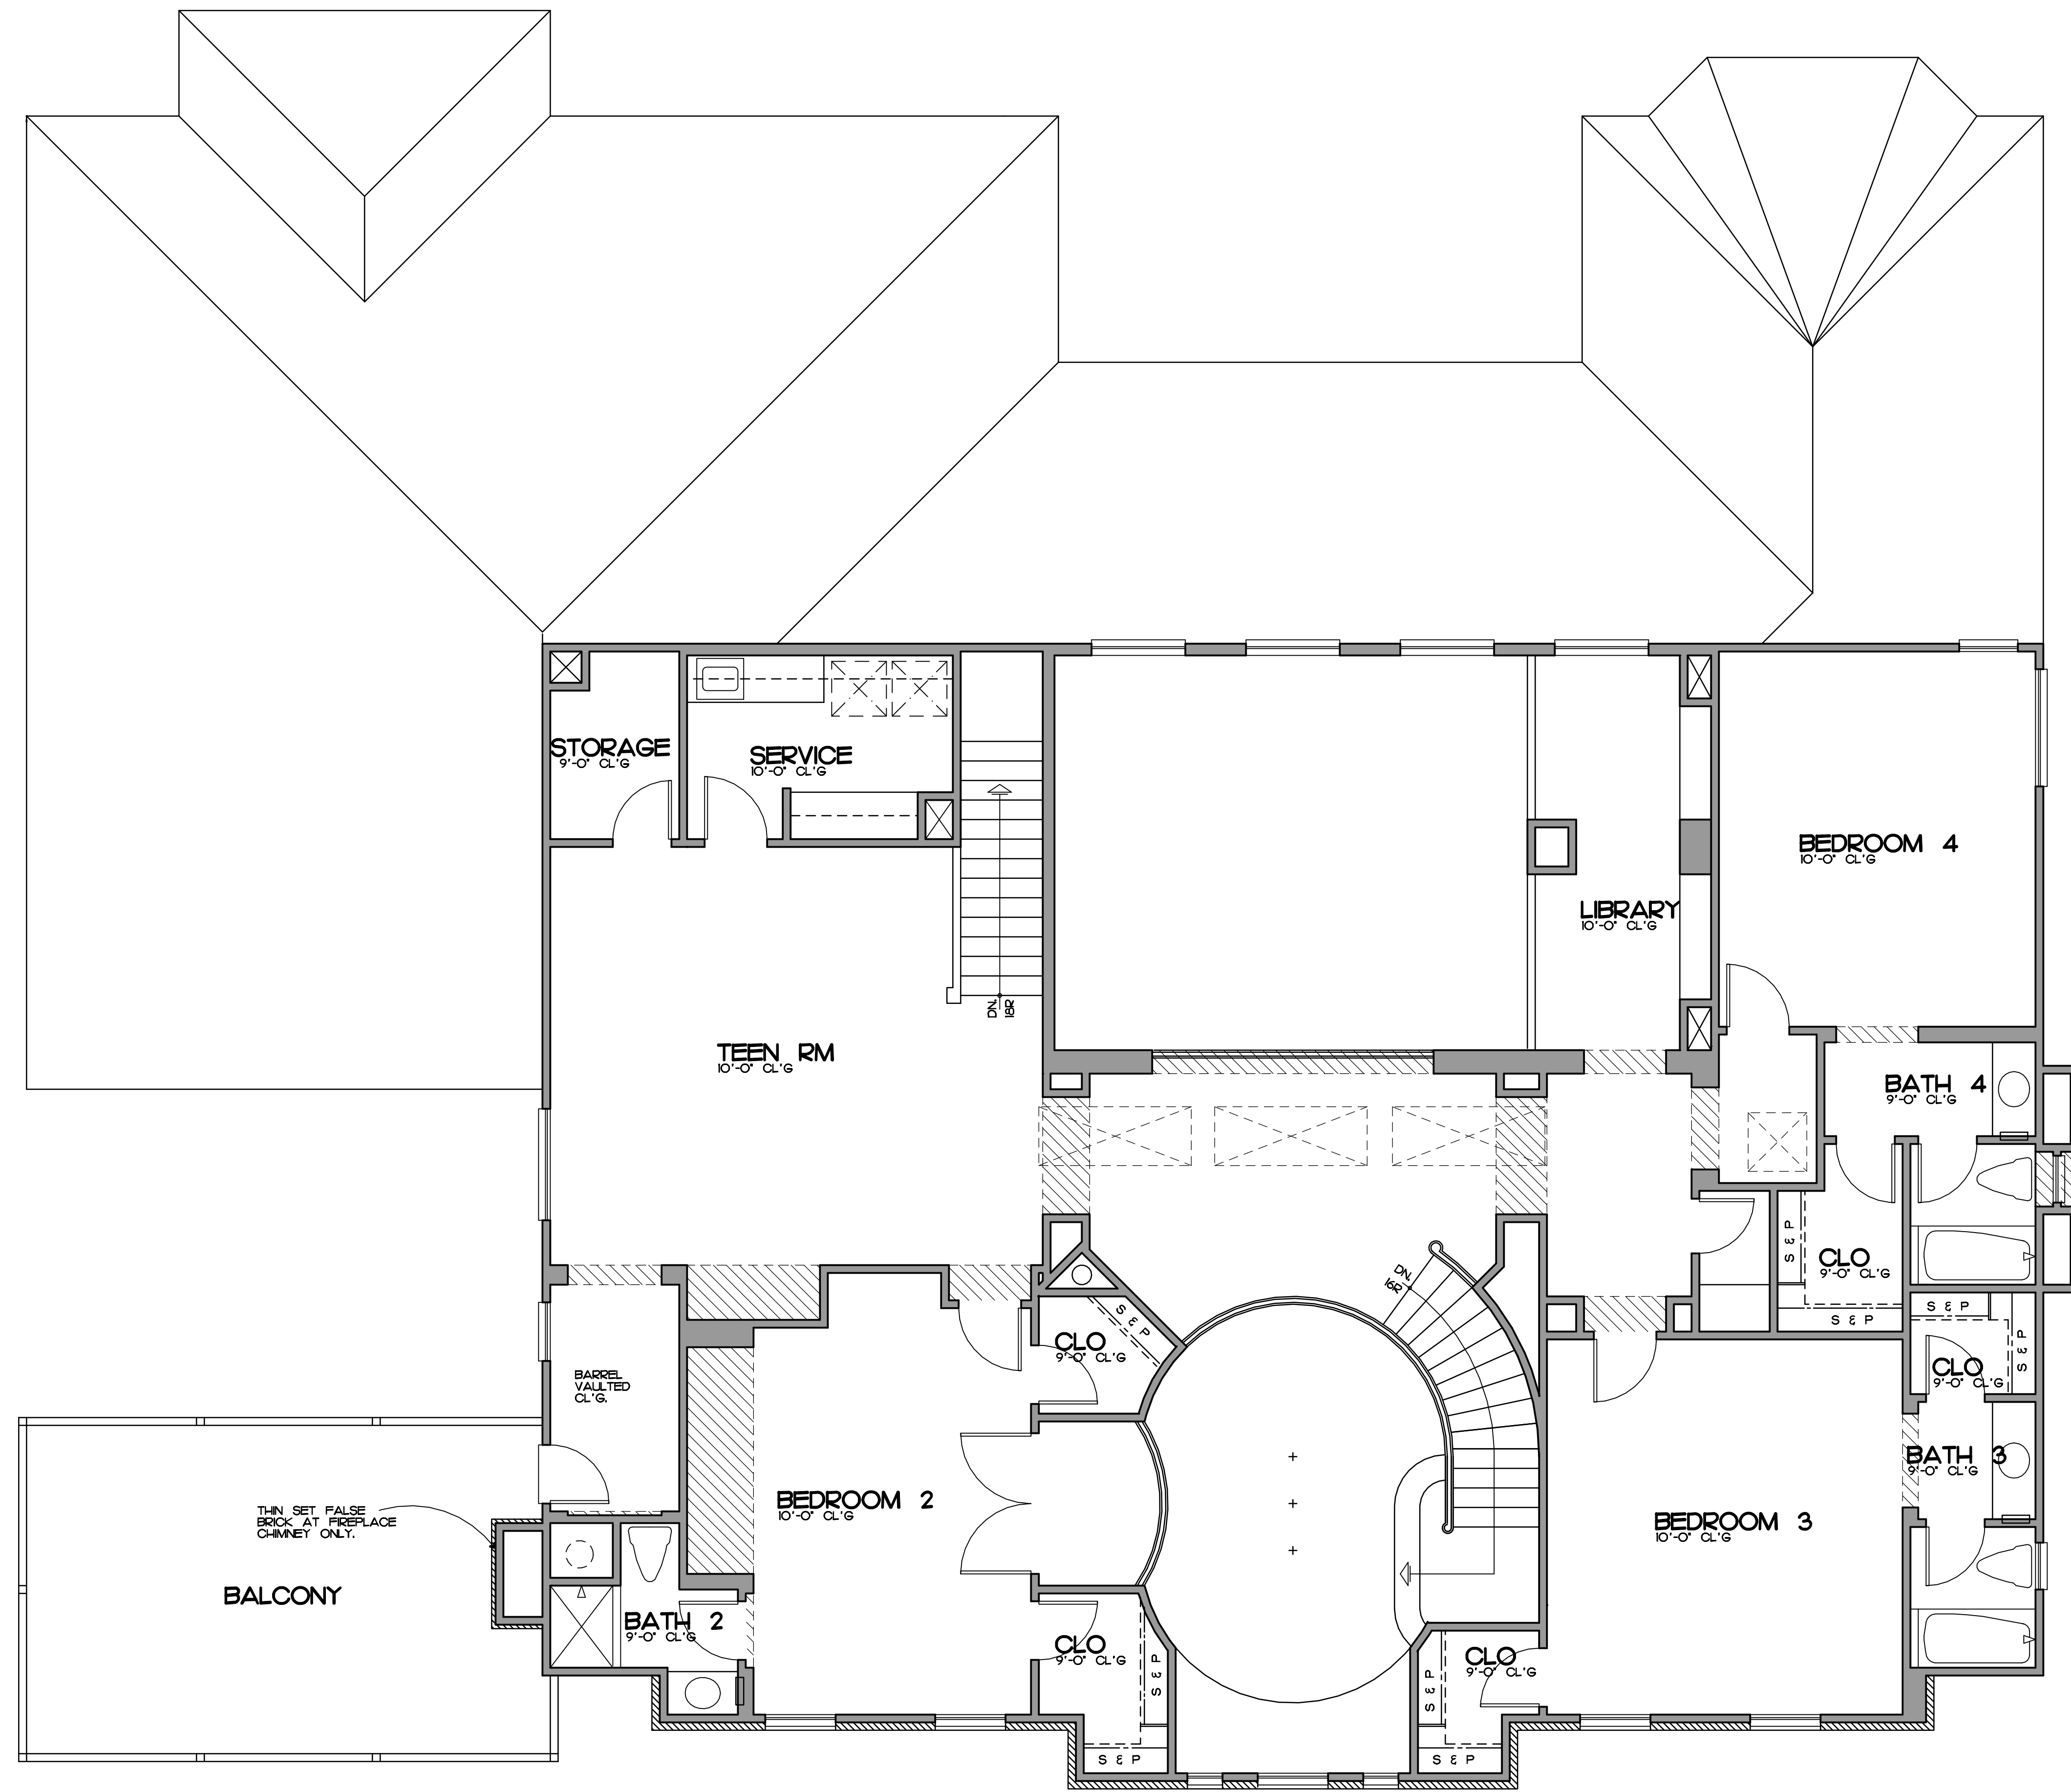 STORAGE
9'-0" CL'G
SERVICE
10'-0" CL'G
BEDROOM 4
10'-0" CL'G
LIBRARY
10'-0" CL'G
DN.
18R
TEEN RM
10'-0" CL'G
BATH 4
9'-0" CL'G
S & P
CLO
9'-0" CL'G
S & P
DN.
16R
S & P
CLO
9'-0" CL'G
S & P
S & P
CLO
9'-0" CL'G
BARREL
VAULTED
CL'G.
BATH 3
9'-0" CL'G
BEDROOM 2
10'-0" CL'G
BEDROOM 3
10'-0" CL'G
THIN SET FALSE
BRICK AT FIREPLACE
CHIMNEY ONLY.
BALCONY
BATH 2
9'-0" CL'G
CLO
9'-0" CL'G
S & P
S & P
CLO
9'-0" CL'G
S & P
S & P